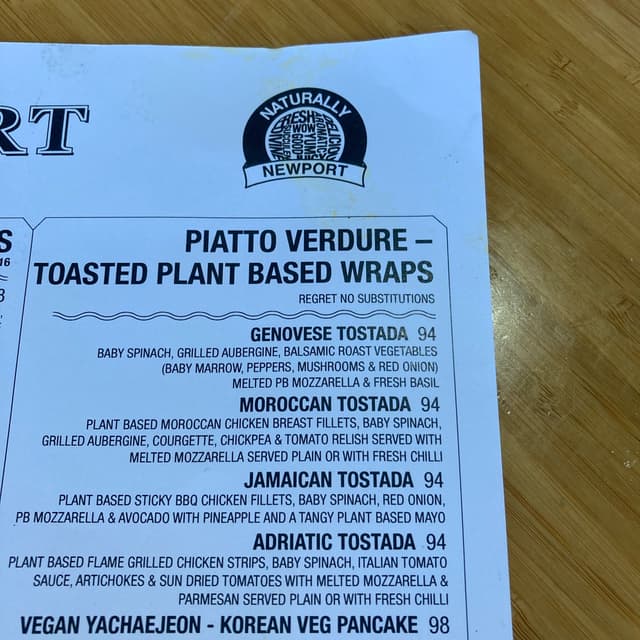 RT
NATURALLY
FRESH
WOW
GOOD
NEWPORT
S
16
PIATTO VERDURE –
TOASTED PLANT BASED WRAPS
REGRET NO SUBSTITUTIONS
GENOVESE TOSTADA 94
BABY SPINACH, GRILLED AUBERGINE, BALSAMIC ROAST VEGETABLES
(BABY MARROW, PEPPERS, MUSHROOMS & RED ONION)
MELTED PB MOZZARELLA & FRESH BASIL
MOROCCAN TOSTADA 94
PLANT BASED MOROCCAN CHICKEN BREAST FILLETS, BABY SPINACH,
GRILLED AUBERGINE, COURGETTE, CHICKPEA & TOMATO RELISH SERVED WITH
MELTED MOZZARELLA SERVED PLAIN OR WITH FRESH CHILLI
JAMAICAN TOSTADA 94
PLANT BASED STICKY BBQ CHICKEN FILLETS, BABY SPINACH, RED ONION,
PB MOZZARELLA & AVOCADO WITH PINEAPPLE AND A TANGY PLANT BASED MAYO
ADRIATIC TOSTADA 94
PLANT BASED FLAME GRILLED CHICKEN STRIPS, BABY SPINACH, ITALIAN TOMATO
SAUCE, ARTICHOKES & SUN DRIED TOMATOES WITH MELTED MOZZARELLA &
PARMESAN SERVED PLAIN OR WITH FRESH CHILLI
VEGAN YACHAEJEON - KOREAN VEG PANCAKE 98